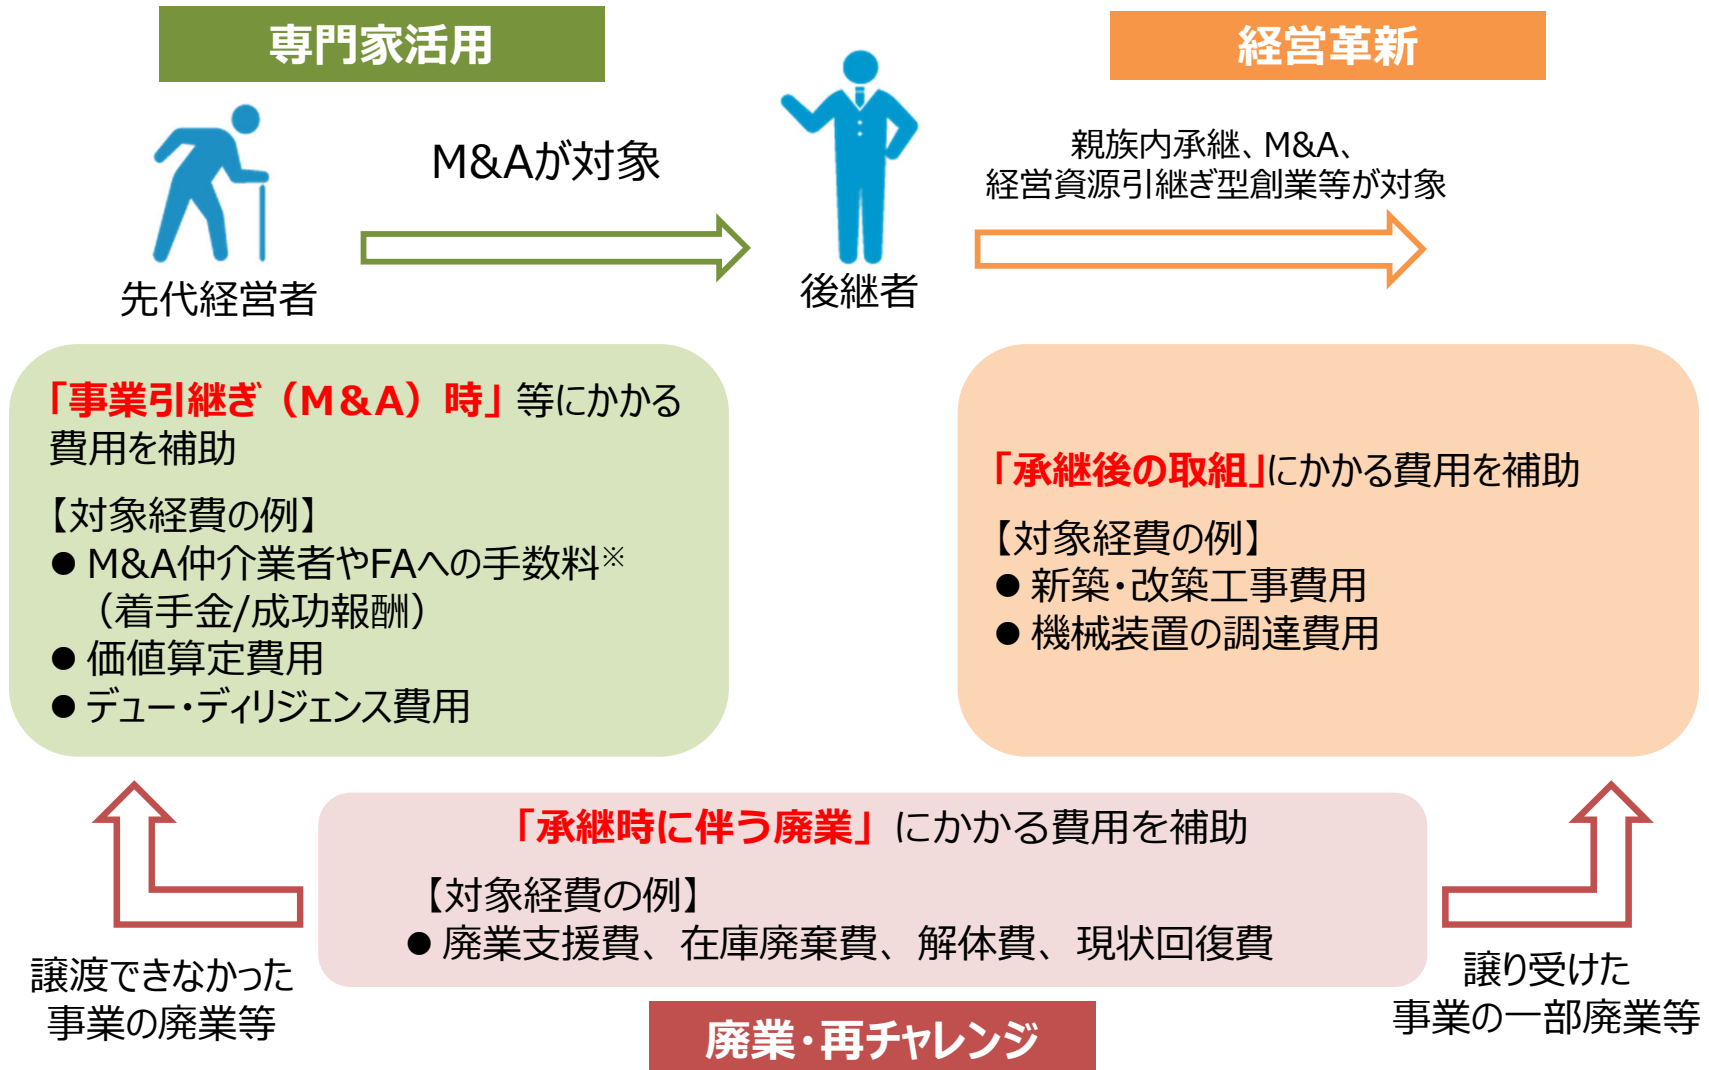 専門家活用
経営革新
M&Aが対象
親族内承継、M&A、
経営資源引継ぎ型創業等が対象
先代経営者
後継者
「事業引継ぎ（M&A）時」等にかかる
費用を補助
【対象経費の例】
● M&A仲介業者やFAへの手数料※
（着手金/成功報酬）
● 価値算定費用
● デュー・ディリジェンス費用
「承継後の取組」にかかる費用を補助
【対象経費の例】
● 新築・改築工事費用
● 機械装置の調達費用
「承継時に伴う廃業」にかかる費用を補助
【対象経費の例】
● 廃業支援費、在庫廃棄費、解体費、現状回復費
譲渡できなかった
事業の廃業等
譲り受けた
事業の一部廃業等
廃業・再チャレンジ